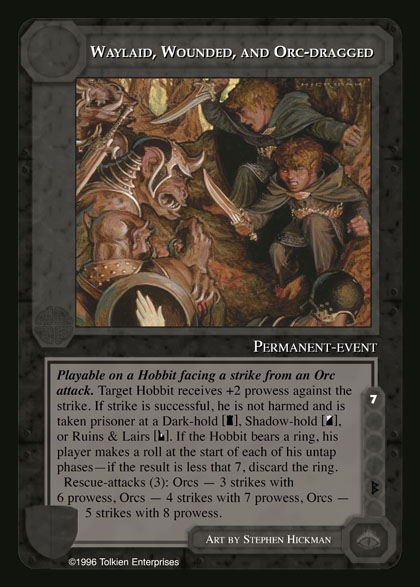 Waylaid, Wounded, and Orc-dragged
Permanent-event
Playable on a Hobbit facing a strike from an Orc
attack. Target Hobbit receives +2 prowess against the
strike. If strike is successful, he is not harmed and is
taken prisoner at a Dark-hold [], Shadow-hold [],
or Ruins & Lairs []. If the Hobbit bears a ring, his
player makes a roll at the start of each of his untap
phases—if the result is less that 7, discard the ring.
Rescue-attacks (3): Orcs — 3 strikes with
6 prowess, Orcs — 4 strikes with 7 prowess, Orcs —
5 strikes with 8 prowess.
7
Art by Stephen Hickman
©1996 Tolkien Enterprises